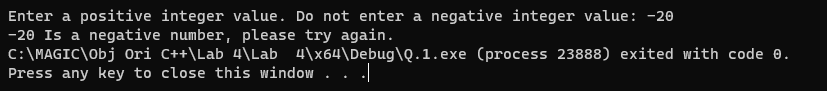 Enter a positive integer value. Do not enter a negative integer value: -20
-20 Is a negative number, please try again.
C:\MAGIC\Obj Ori C++\Lab 4\Lab  4\x64\Debug\Q.1.exe (process 23888) exited with code 0.
Press any key to close this window . . .